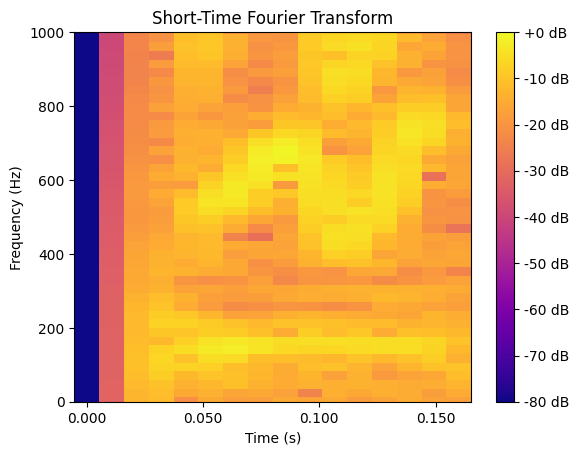 Short-Time Fourier Transform
1000
800
600
400
200
0
Frequency (Hz)
0.000
0.050
0.100
0.150
Time (s)
+0 dB
-10 dB
-20 dB
-30 dB
-40 dB
-50 dB
-60 dB
-70 dB
-80 dB